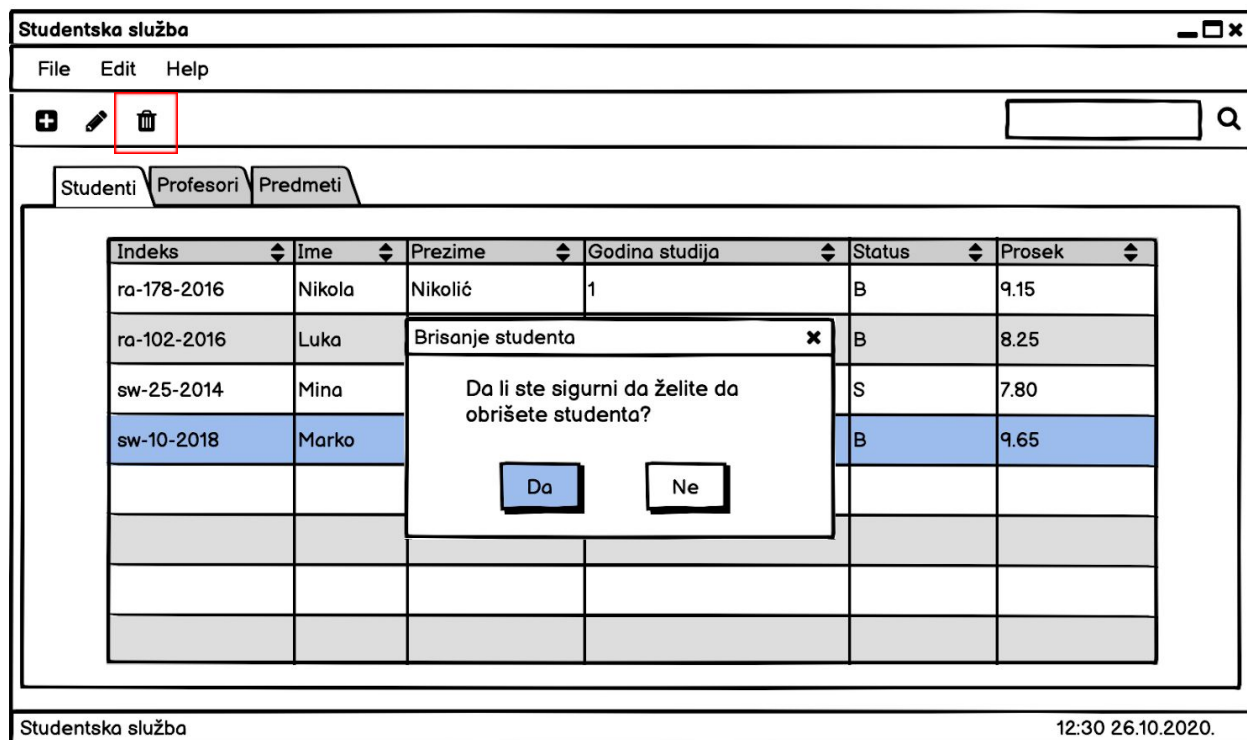 Studentska služba
File Edit Help
Studenti Profesori Predmeti
Indeks Ime Prezime Godina studija Status Prosek
ra-178-2016 Nikola Nikolić 1 B 9.15
ra-102-2016 Luka B 8.25
sw-25-2014 Mina S 7.80
sw-10-2018 Marko B 9.65
Brisanje studenta
Da li ste sigurni da želite da
obrišete studenta?
Da Ne
Studentska služba 12:30 26.10.2020.